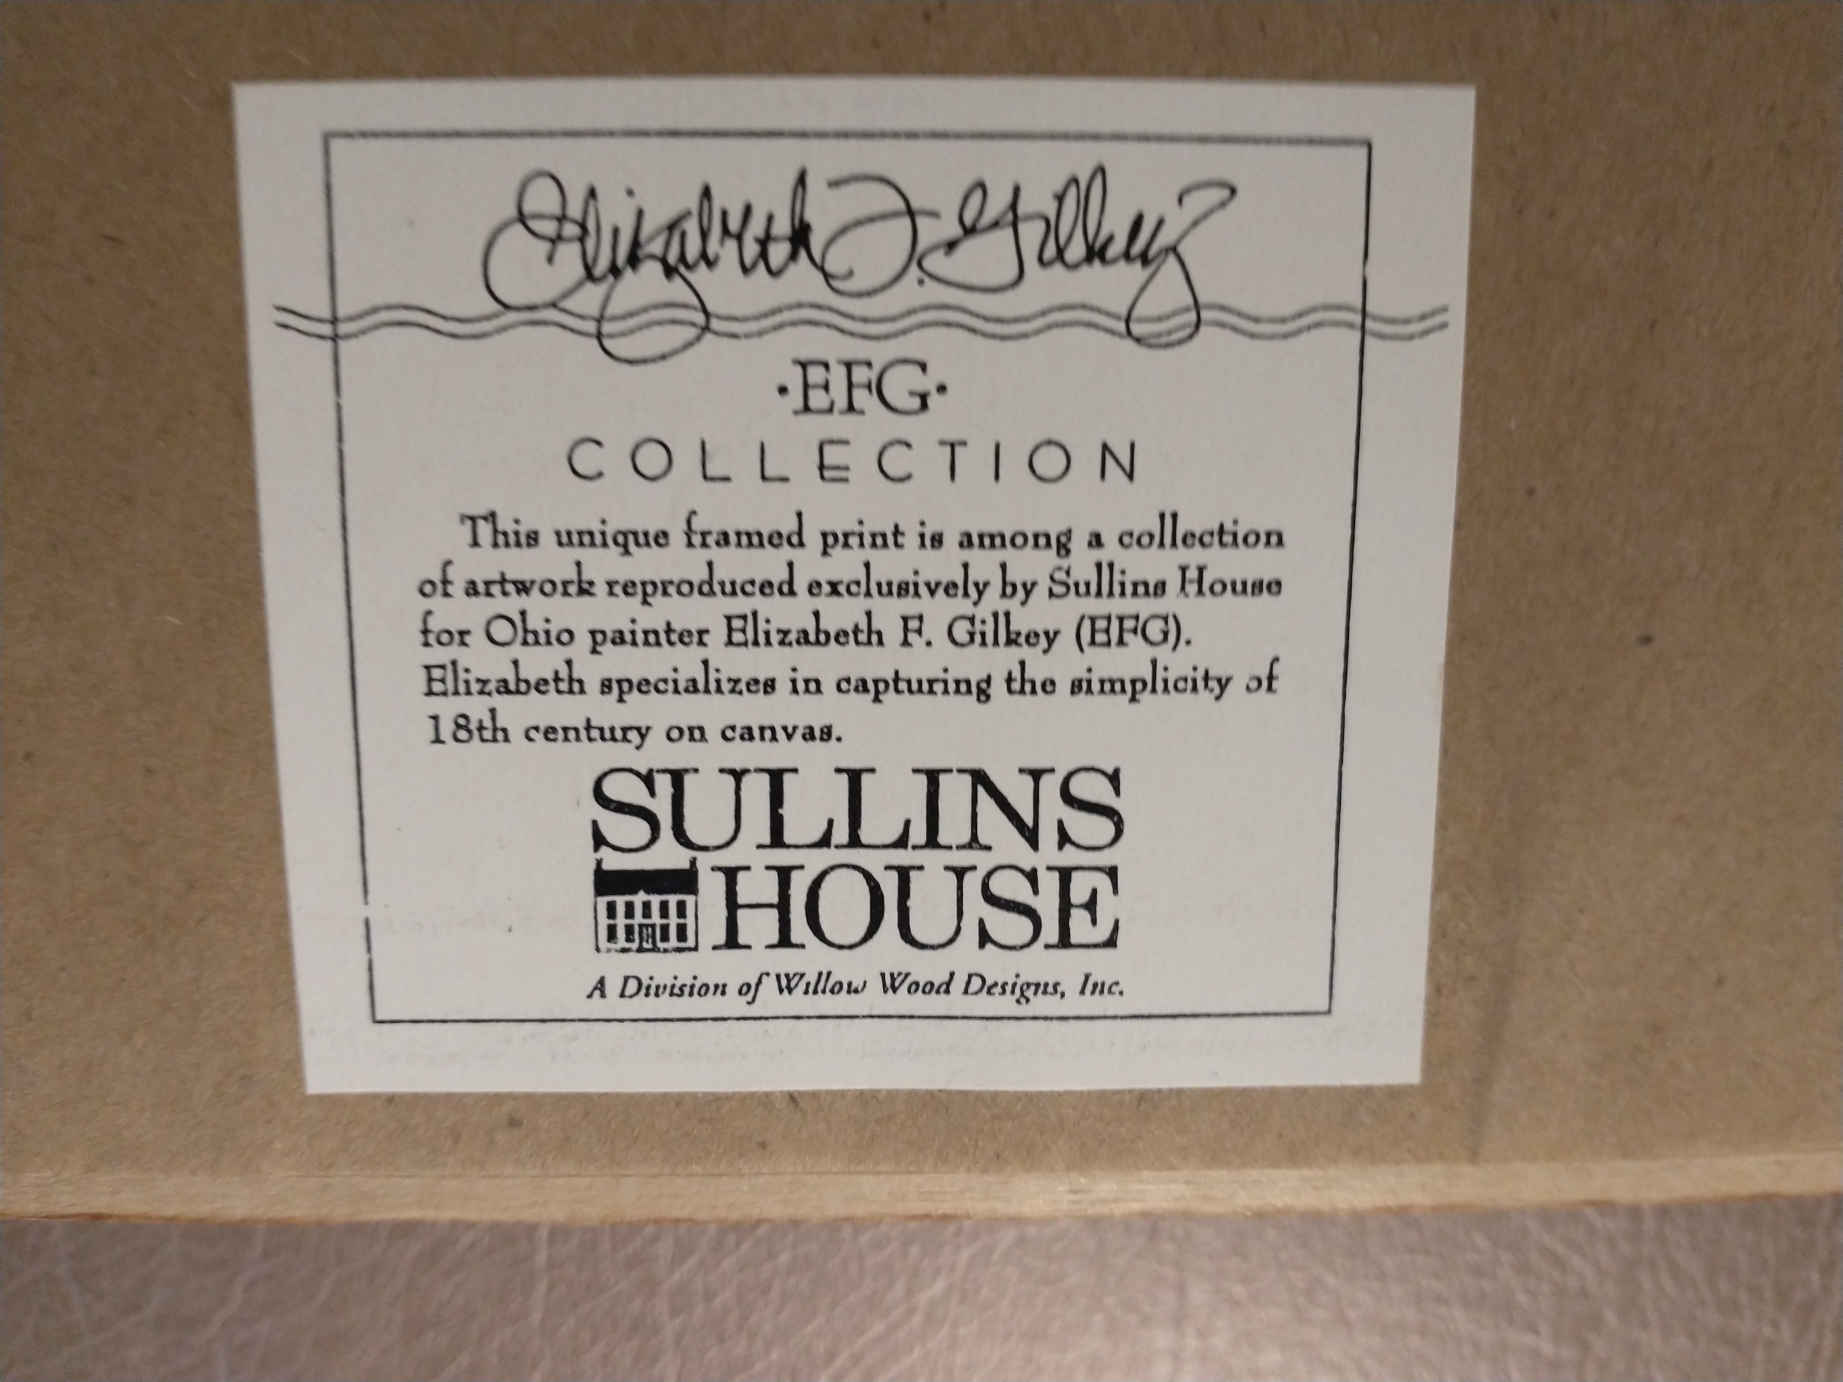 Elizabeth F. Gilkey
·EFG·
COLLECTION
This unique framed print is among a collection
of artwork reproduced exclusively by Sullins House
for Ohio painter Elizabeth F. Gilkey (EFG).
Elizabeth specializes in capturing the simplicity of
18th century on canvas.
SULLINS
HOUSE
A Division of Willow Wood Designs, Inc.